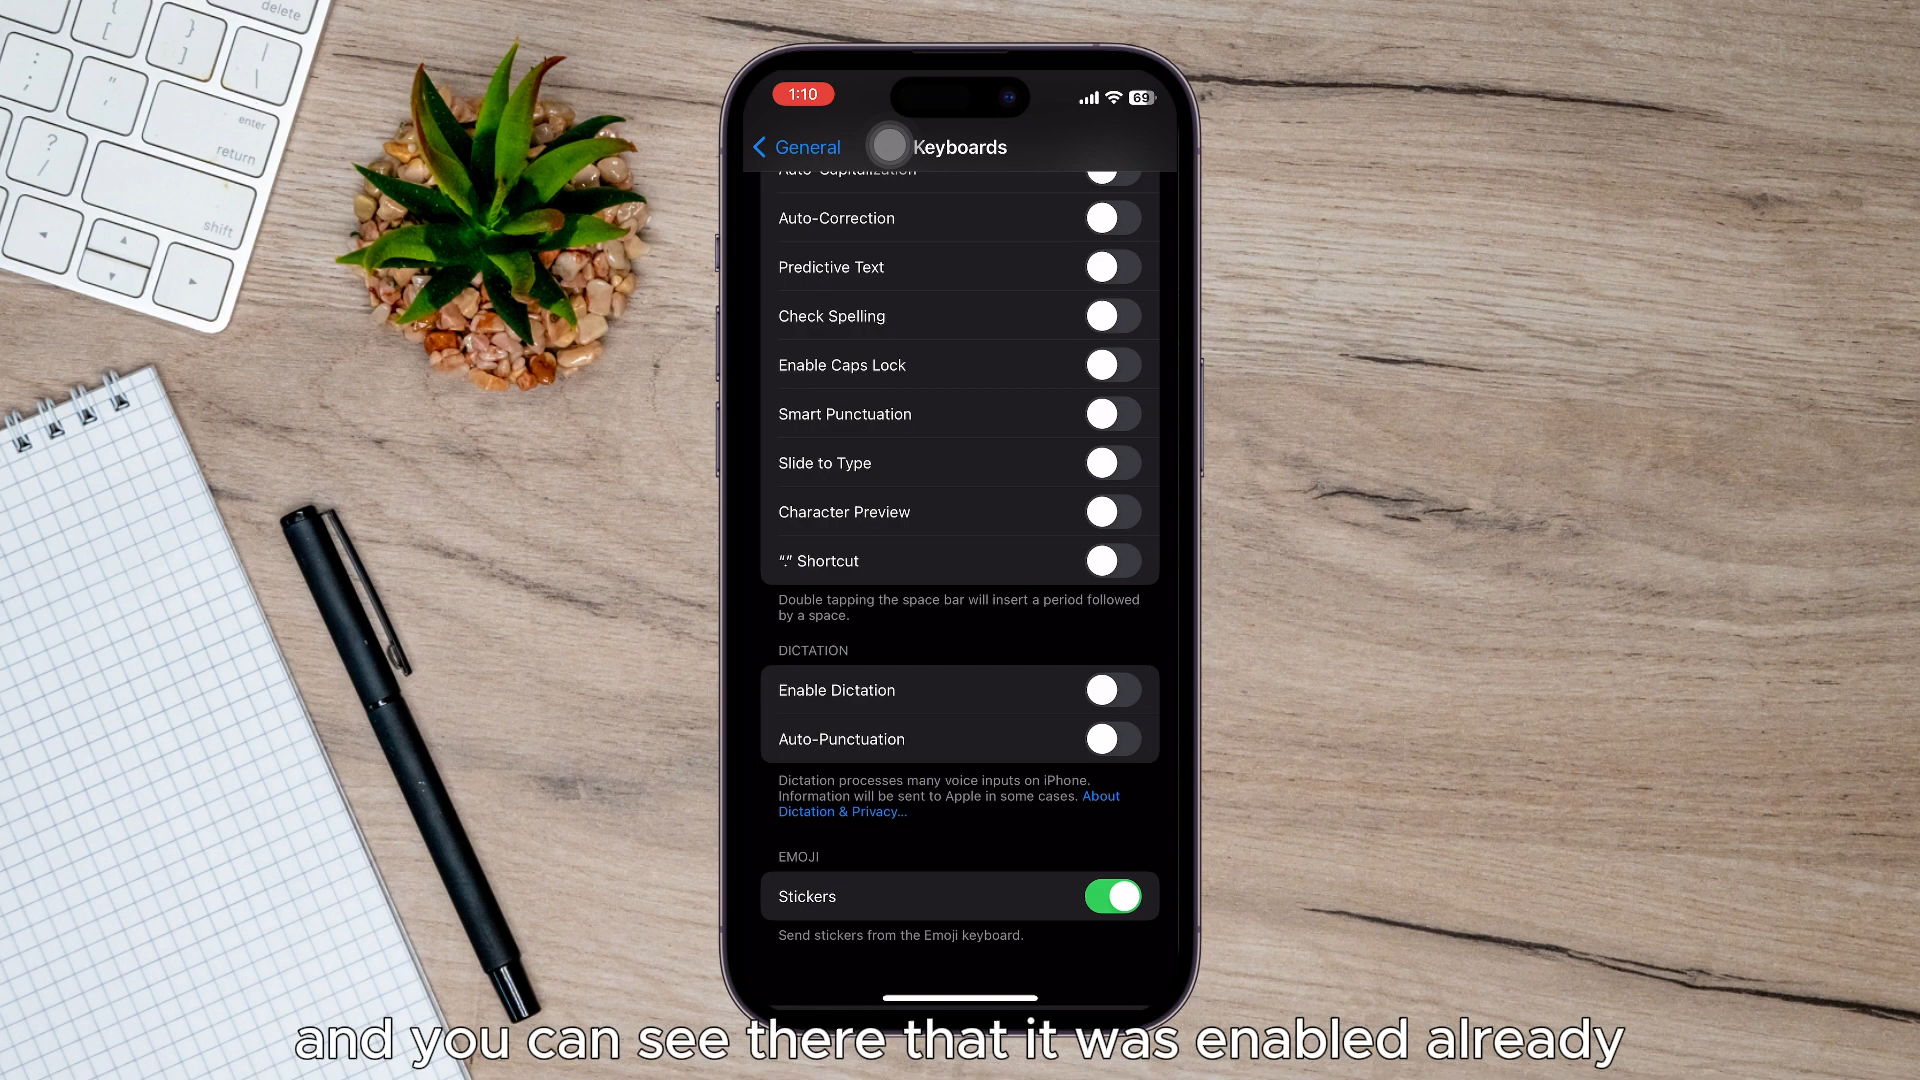 delete
{
[
}
]
|
\
:
;
"
'
enter
return
?
/
shift
1:10
69
General
Keyboards
Auto-Capitalization
Auto-Correction
Predictive Text
Check Spelling
Enable Caps Lock
Smart Punctuation
Slide to Type
Character Preview
“.” Shortcut
Double tapping the space bar will insert a period followed
by a space.
DICTATION
Enable Dictation
Auto-Punctuation
Dictation processes many voice inputs on iPhone.
Information will be sent to Apple in some cases. About
Dictation & Privacy...
EMOJI
Stickers
Send stickers from the Emoji keyboard.
and you can see there that it was enabled already